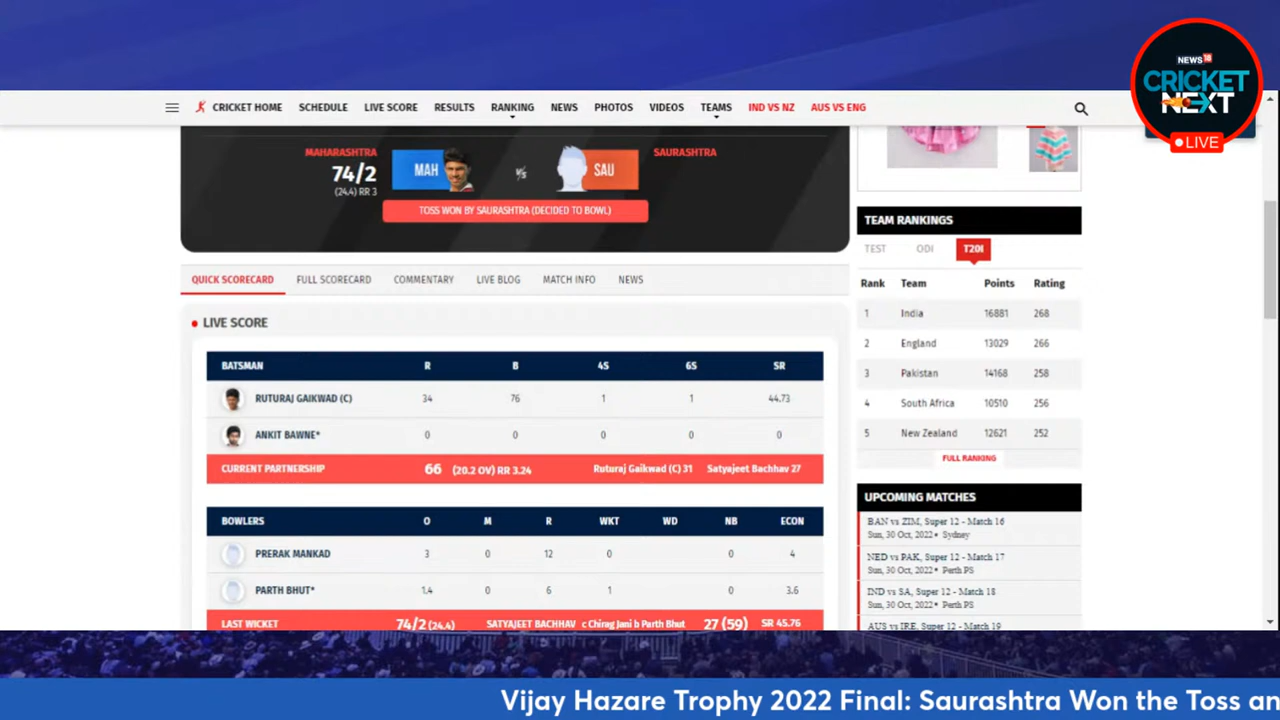 NEWS18
CRICKET
NEXT
LIVE
CRICKET HOME SCHEDULE LIVE SCORE RESULTS RANKING NEWS PHOTOS VIDEOS TEAMS IND VS NZ AUS VS ENG
MAHARASHTRA
74/2
(24.4) RR 3
MAH V/S SAU
SAURASHTRA
TOSS WON BY SAURASHTRA (DECIDED TO BOWL)
QUICK SCORECARD FULL SCORECARD COMMENTARY LIVE BLOG MATCH INFO NEWS
LIVE SCORE
BATSMAN R B 4S 6S SR
RUTURAJ GAIKWAD (C) 34 76 1 1 44.73
ANKIT BAWNE* 0 0 0 0 0
CURRENT PARTNERSHIP 66 (20.2 OV) RR 3.24 Ruturaj Gaikwad (C) 31 Satyajeet Bachhav 27
BOWLERS O M R WKT WD NB ECON
PRERAK MANKAD 3 0 12 0 0 4
PARTH BHUT* 1.4 0 6 1 0 3.6
LAST WICKET 74/2 (24.4) SATYAJEET BACHHAV c Chirag Jani b Parth Bhut 27 (59) SR 45.76
TEAM RANKINGS
TEST ODI T20I
Rank Team Points Rating
1 India 16881 268
2 England 13029 266
3 Pakistan 14168 258
4 South Africa 10510 256
5 New Zealand 12621 252
FULL RANKING
UPCOMING MATCHES
BAN vs ZIM, Super 12 - Match 16
Sun, 30 Oct, 2022• Sydney
NED vs PAK, Super 12 - Match 17
Sun, 30 Oct, 2022• Perth PS
IND vs SA, Super 12 - Match 18
Sun, 30 Oct, 2022• Perth PS
AUS vs IRE, Super 12 - Match 19
Vijay Hazare Trophy 2022 Final: Saurashtra Won the Toss an